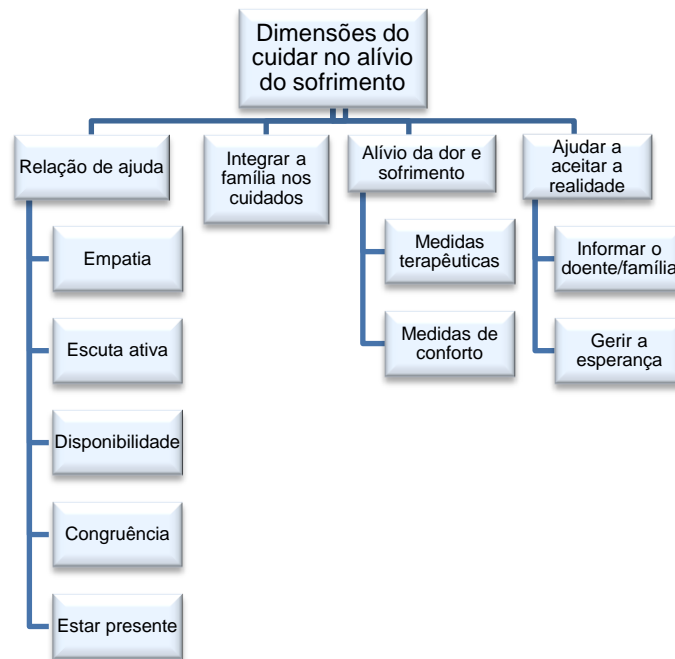 Dimensões do
cuidar no alívio
do sofrimento
Relação de ajuda
Empatia
Escuta ativa
Disponibilidade
Congruência
Estar presente
Integrar a
família nos
cuidados
Alívio da dor e
sofrimento
Medidas
terapêuticas
Medidas de
conforto
Ajudar a
aceitar a
realidade
Informar o
doente/família
Gerir a
esperança